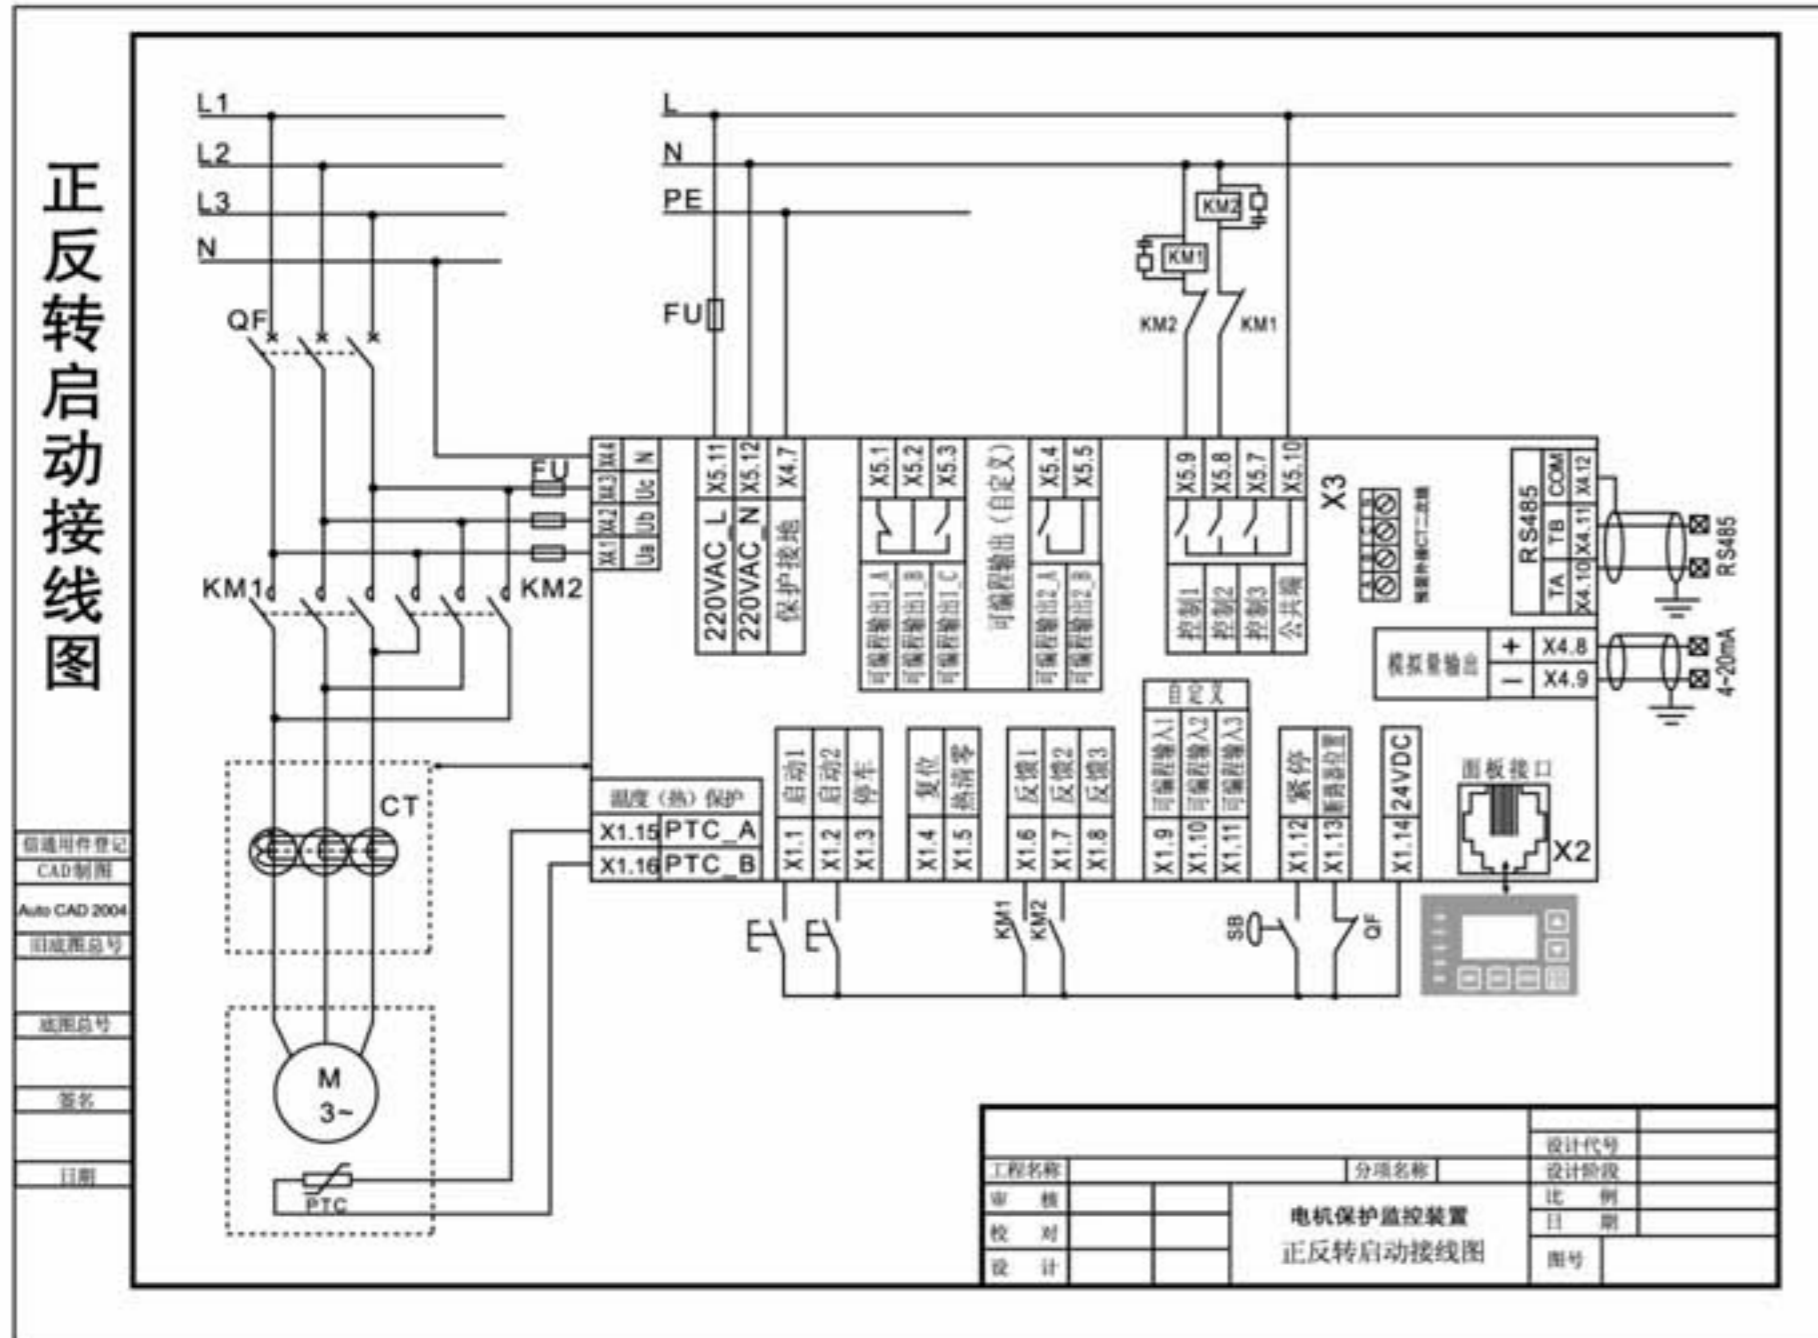 正反转启动接线图
L1
L2
L3
N
QF
L
N
PE
FU
KM2
KM1
KM2
KM1
FU
KM1
KM2
X4.4 N
X4.3 Uc
X4.2 Ub
X4.1 Ua
X5.11 220VAC_L
X5.12 220VAC_N
X4.7 保护接地
X5.1 可编程输出1_A
X5.2 可编程输出1_B
X5.3 可编程输出1_C
可编程输出（自定义）
X5.4 可编程输出2_A
X5.5 可编程输出2_B
X5.9 控制1
X5.8 控制2
X5.7 控制3
X5.10 公共端
X3
RS485
COM X4.12
TB X4.11
TA X4.10
RS485
模拟量输出
+ X4.8
— X4.9
4~20mA
CT
温度（热）保护
X1.15 PTC_A
X1.16 PTC_B
启动1 X1.1
启动2 X1.2
停车 X1.3
复位 X1.4
热清零 X1.5
反馈1 X1.6
反馈2 X1.7
反馈3 X1.8
自定义
可编程输入1 X1.9
可编程输入2 X1.10
可编程输入3 X1.11
紧停 X1.12
断路器位置 X1.13
24VDC X1.14
面板接口
X2
KM1
KM2
SB
QF
M
3~
PTC
CAD制图
Auto CAD 2004
旧底图总号
底图总号
签名
日期
工程名称
分项名称
审 核
校 对
设 计
电机保护监控装置
正反转启动接线图
设计代号
设计阶段
比 例
日 期
图号